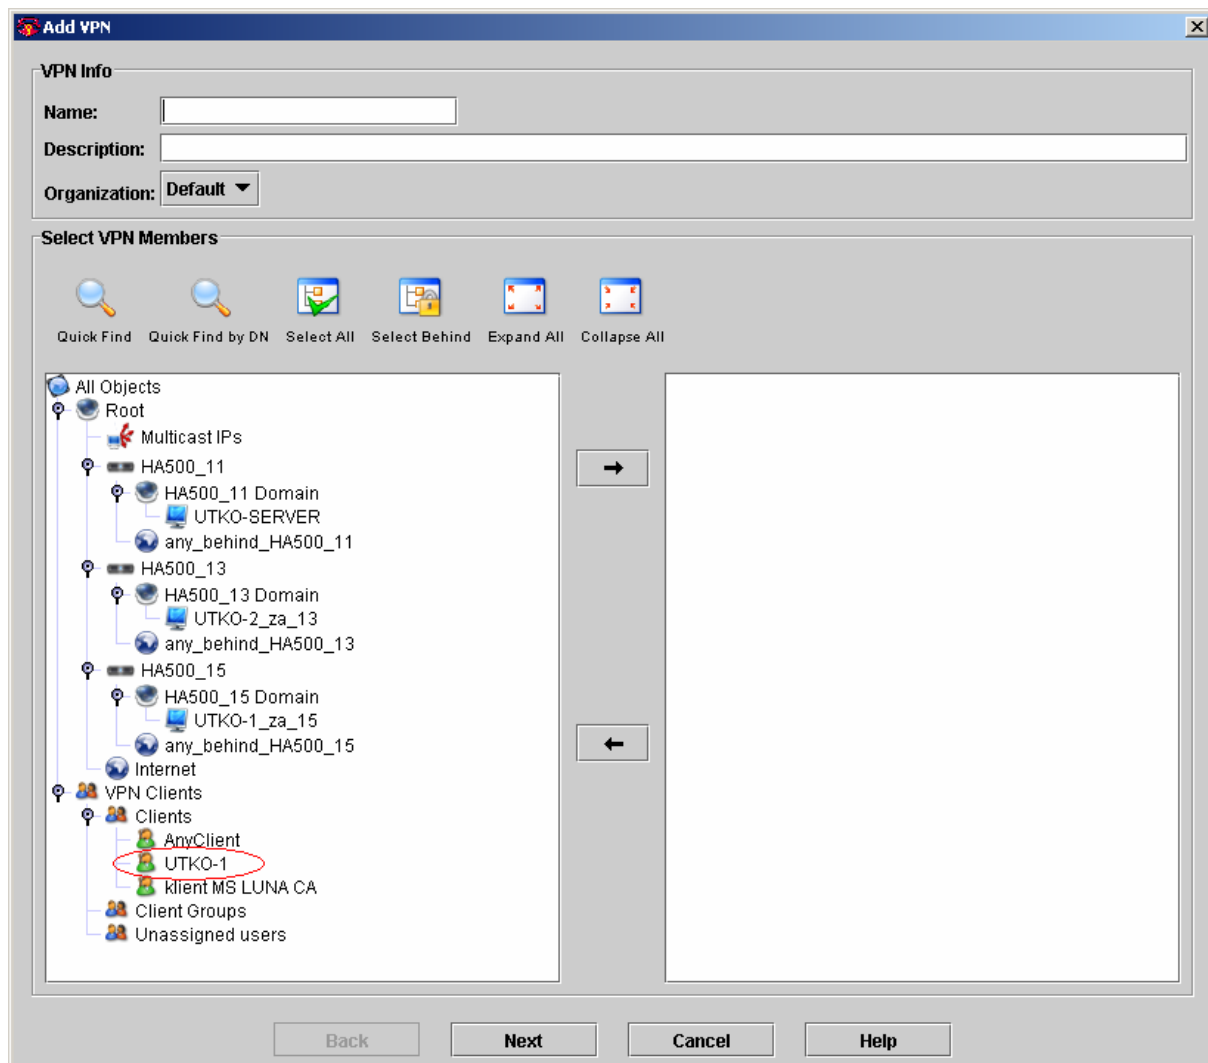 Add VPN
VPN Info
Name:
Description:
Organization: Default
Select VPN Members
Quick Find Quick Find by DN Select All Select Behind Expand All Collapse All
All Objects
Root
Multicast IPs
HA500_11
HA500_11 Domain
UTKO-SERVER
any_behind_HA500_11
HA500_13
HA500_13 Domain
UTKO-2_za_13
any_behind_HA500_13
HA500_15
HA500_15 Domain
UTKO-1_za_15
any_behind_HA500_15
Internet
VPN Clients
Clients
AnyClient
UTKO-1
klient MS LUNA CA
Client Groups
Unassigned users
Back Next Cancel Help